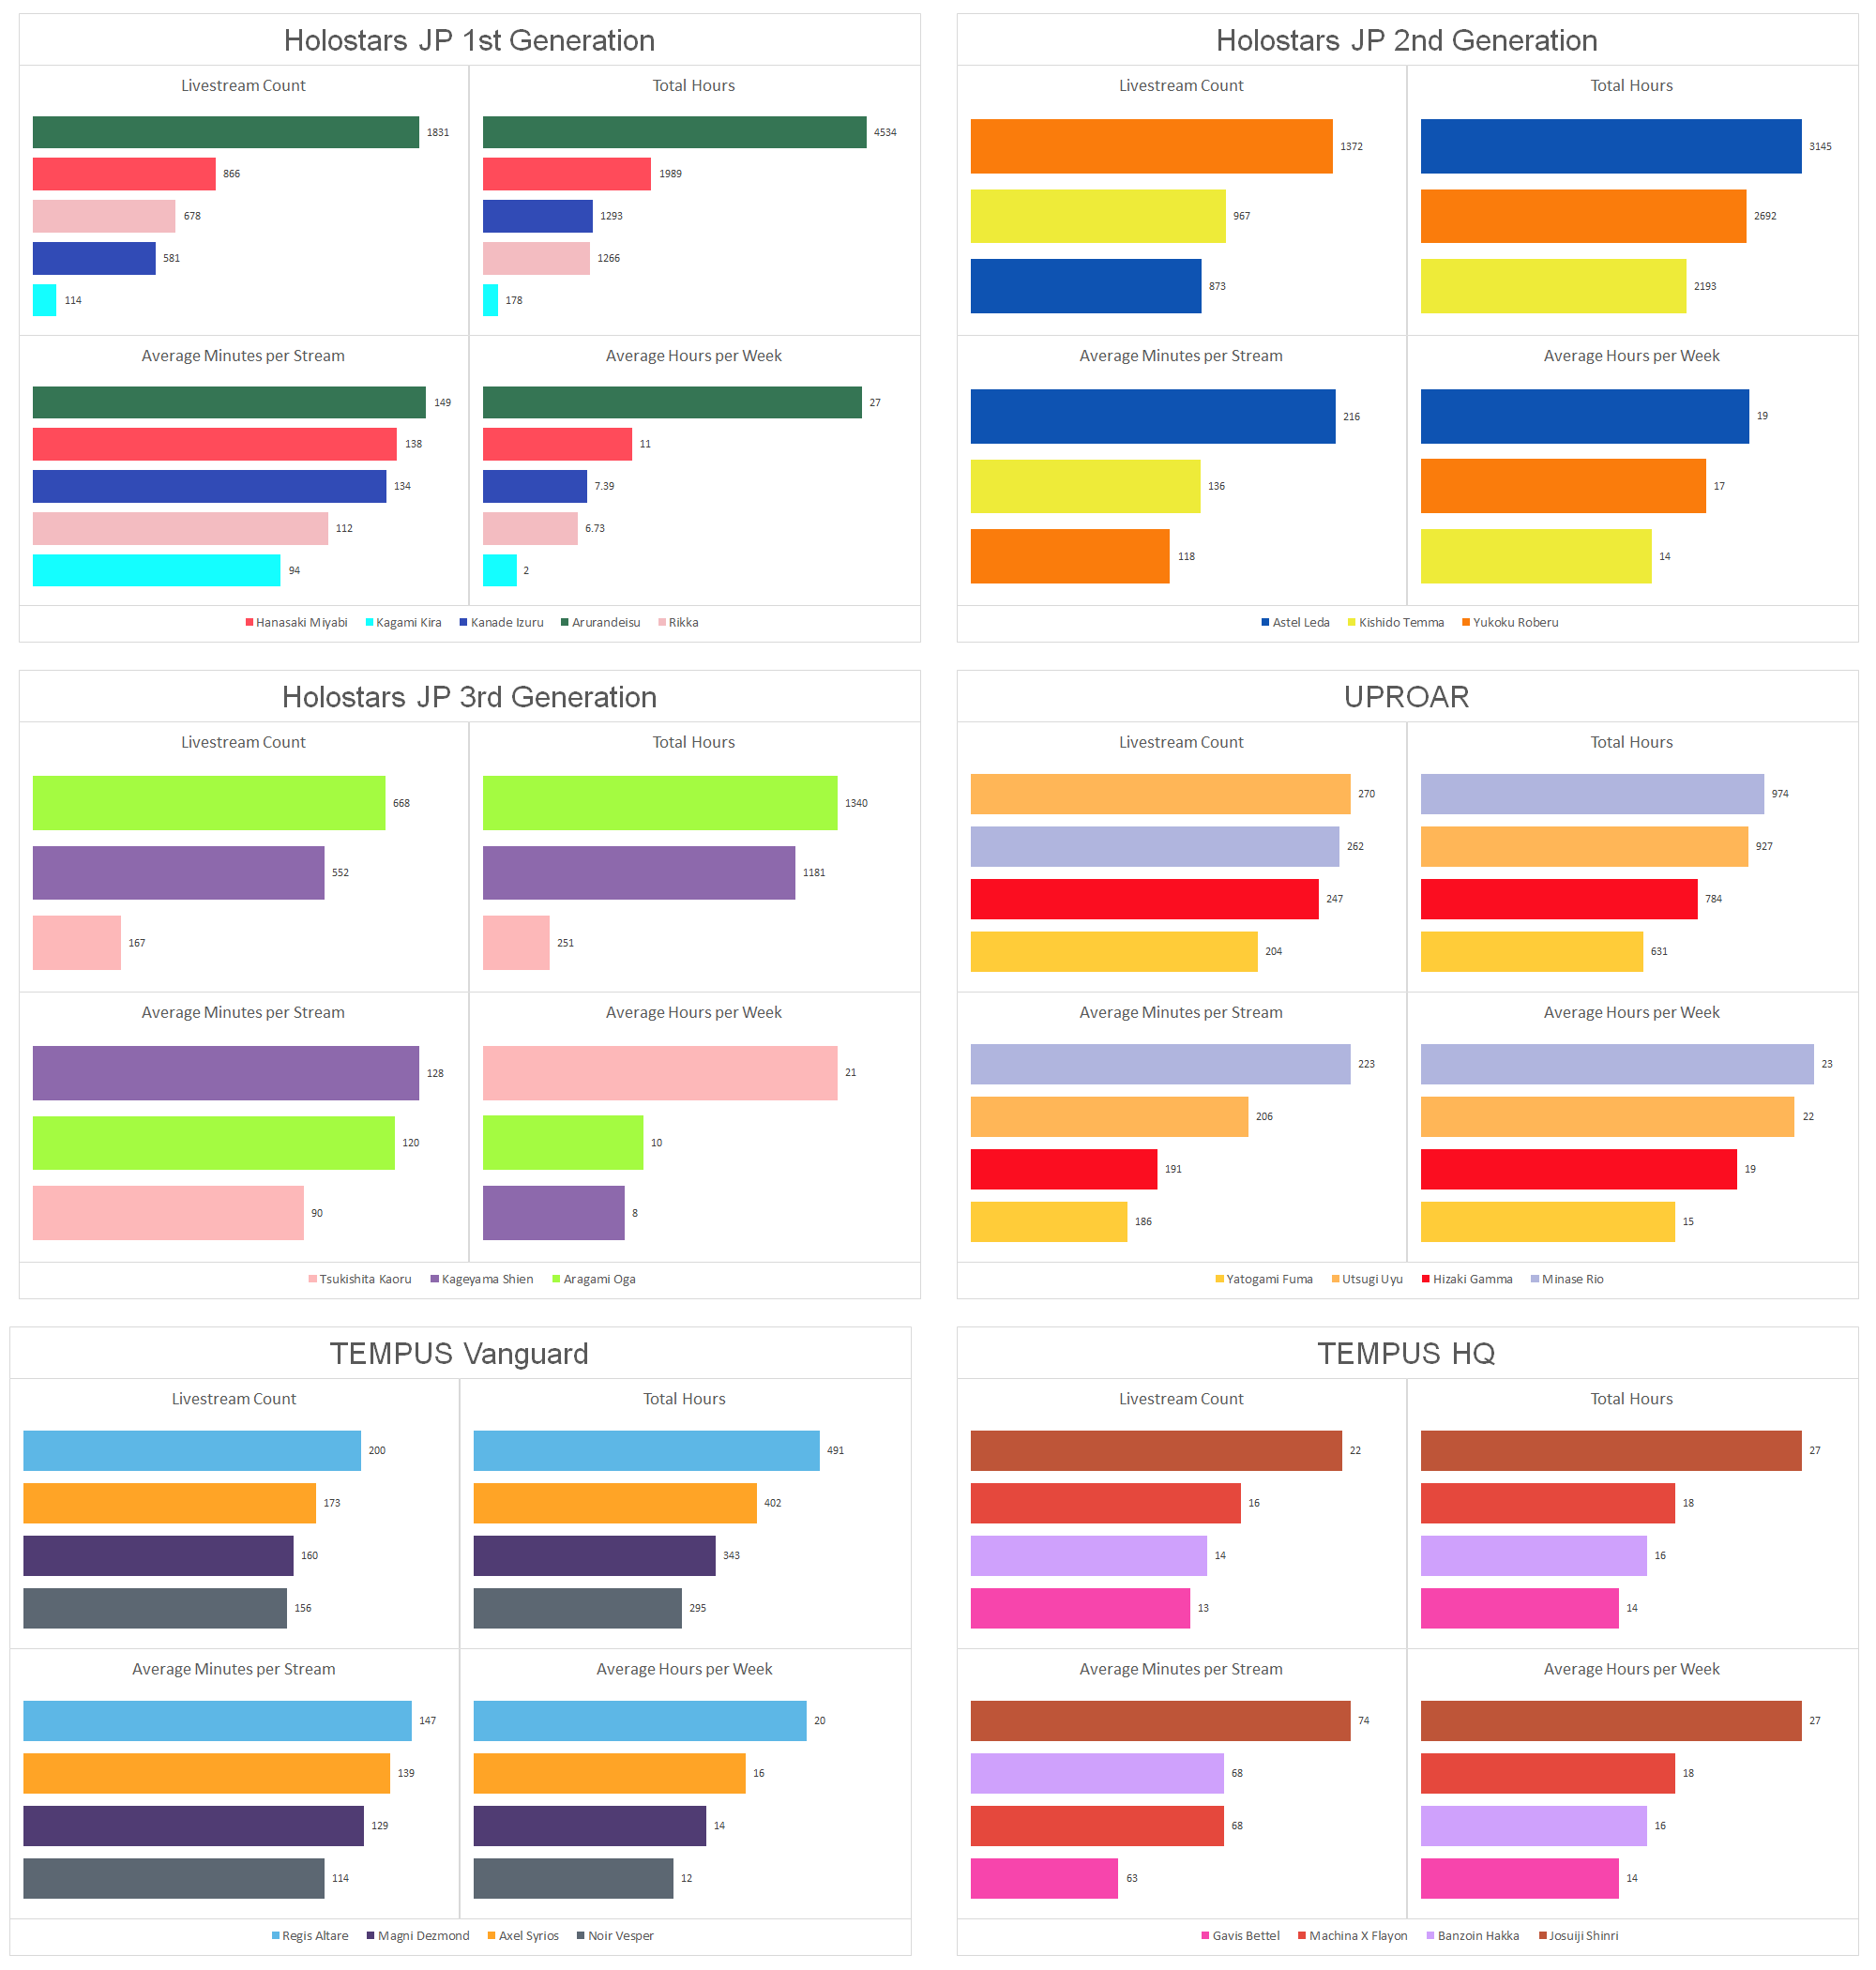 Holostars JP 1st Generation
Livestream Count
1831
866
678
581
114
Total Hours
4534
1989
1293
1266
178
Average Minutes per Stream
149
138
134
112
94
Average Hours per Week
27
11
7.39
6.73
2
Hanasaki Miyabi Kagami Kira Kanade Izuru Arurandeisu Rikka
Holostars JP 2nd Generation
Livestream Count
1372
967
873
Total Hours
3145
2692
2193
Average Minutes per Stream
216
136
118
Average Hours per Week
19
17
14
Astel Leda Kishido Temma Yukoku Roberu
Holostars JP 3rd Generation
Livestream Count
668
552
167
Total Hours
1340
1181
251
Average Minutes per Stream
128
120
90
Average Hours per Week
21
10
8
Tsukishita Kaoru Kageyama Shien Aragami Oga
UPROAR
Livestream Count
270
262
247
204
Total Hours
974
927
784
631
Average Minutes per Stream
223
206
191
186
Average Hours per Week
23
22
19
15
Yatogami Fuma Utsugi Uyu Hizaki Gamma Minase Rio
TEMPUS Vanguard
Livestream Count
200
173
160
156
Total Hours
491
402
343
295
Average Minutes per Stream
147
139
129
114
Average Hours per Week
20
16
14
12
Regis Altare Magni Dezmond Axel Syrios Noir Vesper
TEMPUS HQ
Livestream Count
22
16
14
13
Total Hours
27
18
16
14
Average Minutes per Stream
74
68
68
63
Average Hours per Week
27
18
16
14
Gavis Bettel Machina X Flayon Banzoin Hakka Josuiji Shinri